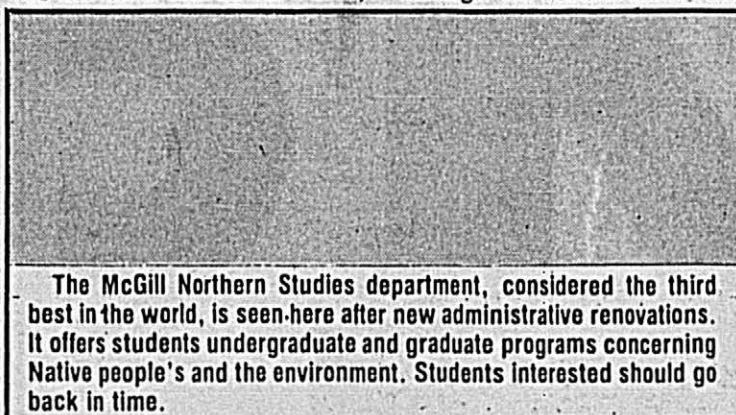 The McGill Northern Studies department, considered the third
best in the world, is seen here after new administrative renovations.
It offers students undergraduate and graduate programs concerning
Native people's and the environment. Students interested should go
back in time.